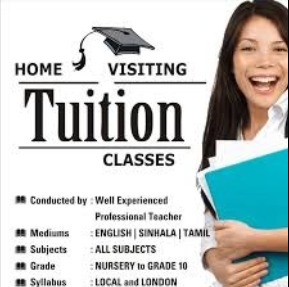 HOME VISITING
Tuition
CLASSES
Conducted by : Well Experienced
Professional Teacher
Mediums : ENGLISH | SINHALA | TAMIL
Subjects : ALL SUBJECTS
Grade : NURSERY to GRADE 10
Syllabus : LOCAL and LONDON